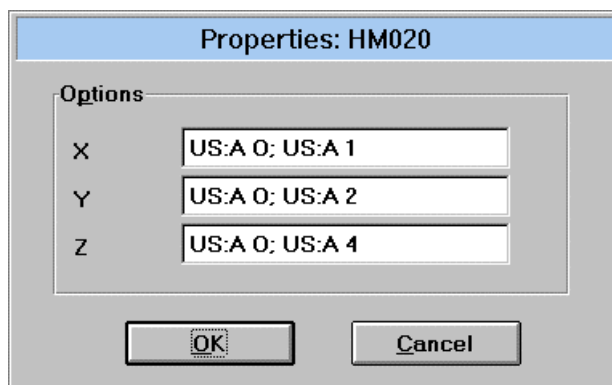 Properties: HM020
Options
X US:A 0; US:A 1
Y US:A 0; US:A 2
Z US:A 0; US:A 4
OK Cancel